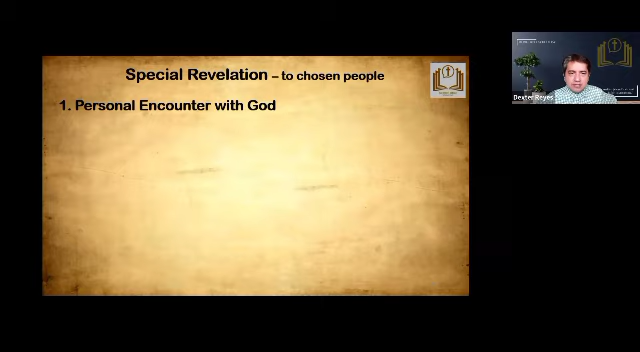 Special Revelation – to chosen people
1. Personal Encounter with God
Dexter Reyes